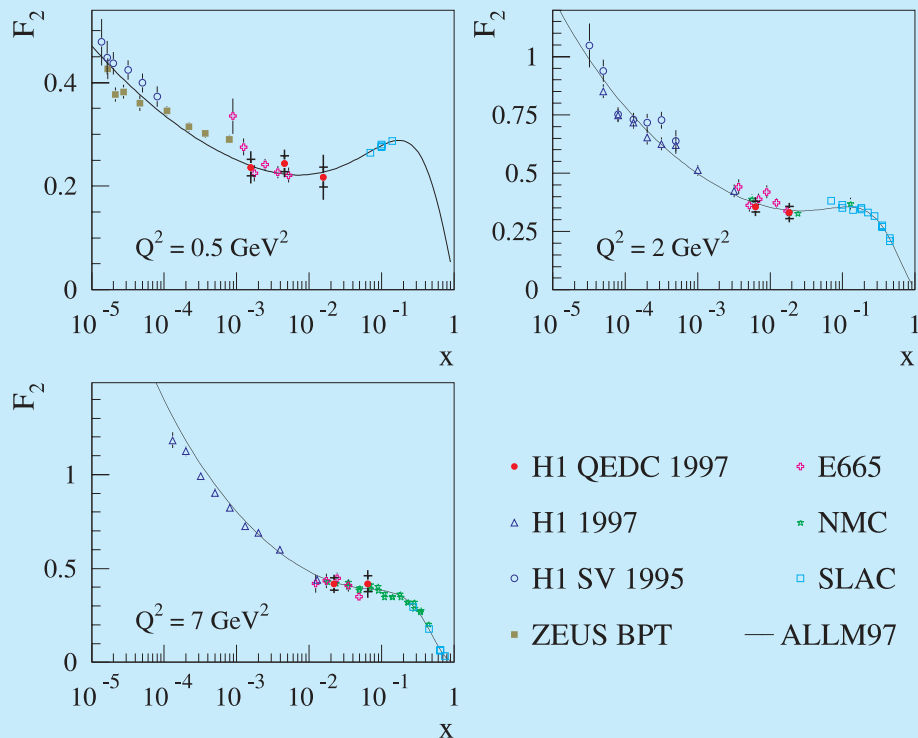 F₂
0.4
0.2
0
Q² = 0.5 GeV²
10⁻⁵ 10⁻⁴ 10⁻³ 10⁻² 10⁻¹ 1
x
F₂
1
0.75
0.5
0.25
0
Q² = 2 GeV²
10⁻⁵ 10⁻⁴ 10⁻³ 10⁻² 10⁻¹ 1
x
F₂
1
0.5
0
Q² = 7 GeV²
10⁻⁵ 10⁻⁴ 10⁻³ 10⁻² 10⁻¹ 1
x
H1 QEDC 1997
H1 1997
H1 SV 1995
ZEUS BPT
E665
NMC
SLAC
ALLM97